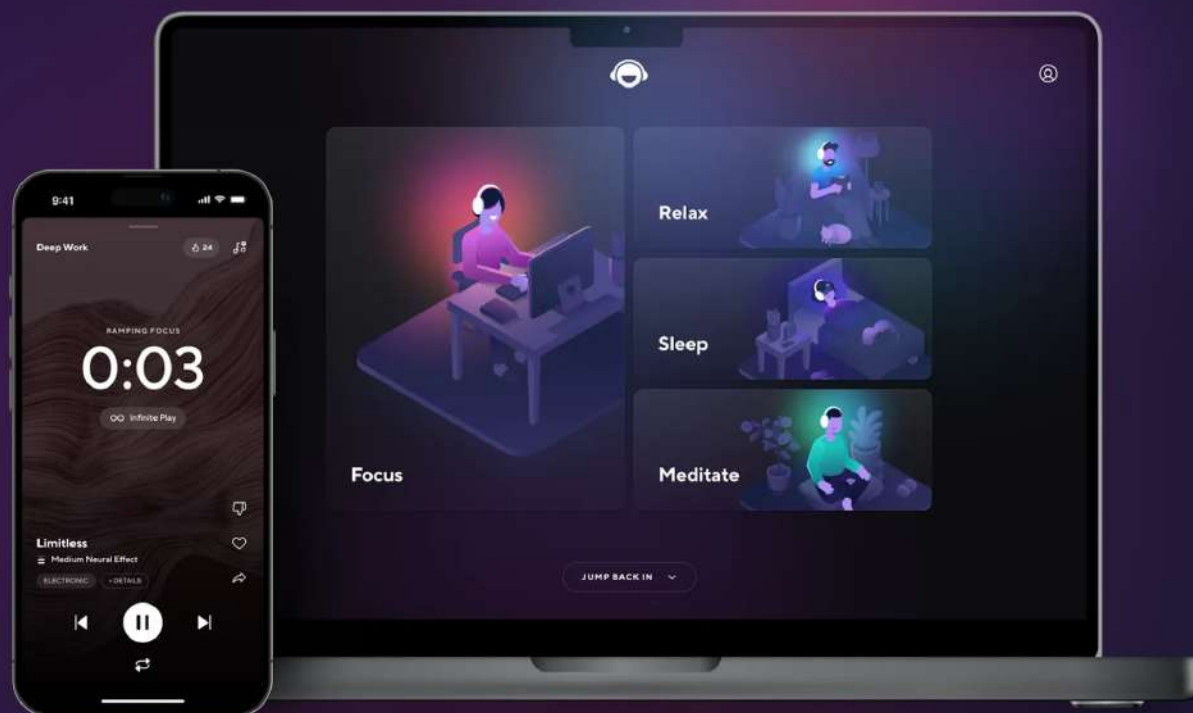 9:41
Deep Work
24
RAMPING FOCUS
0:03
Infinite Play
Limitless
Medium Neural Effect
ELECTRONIC
+DETAILS
Focus
Relax
Sleep
Meditate
JUMP BACK IN